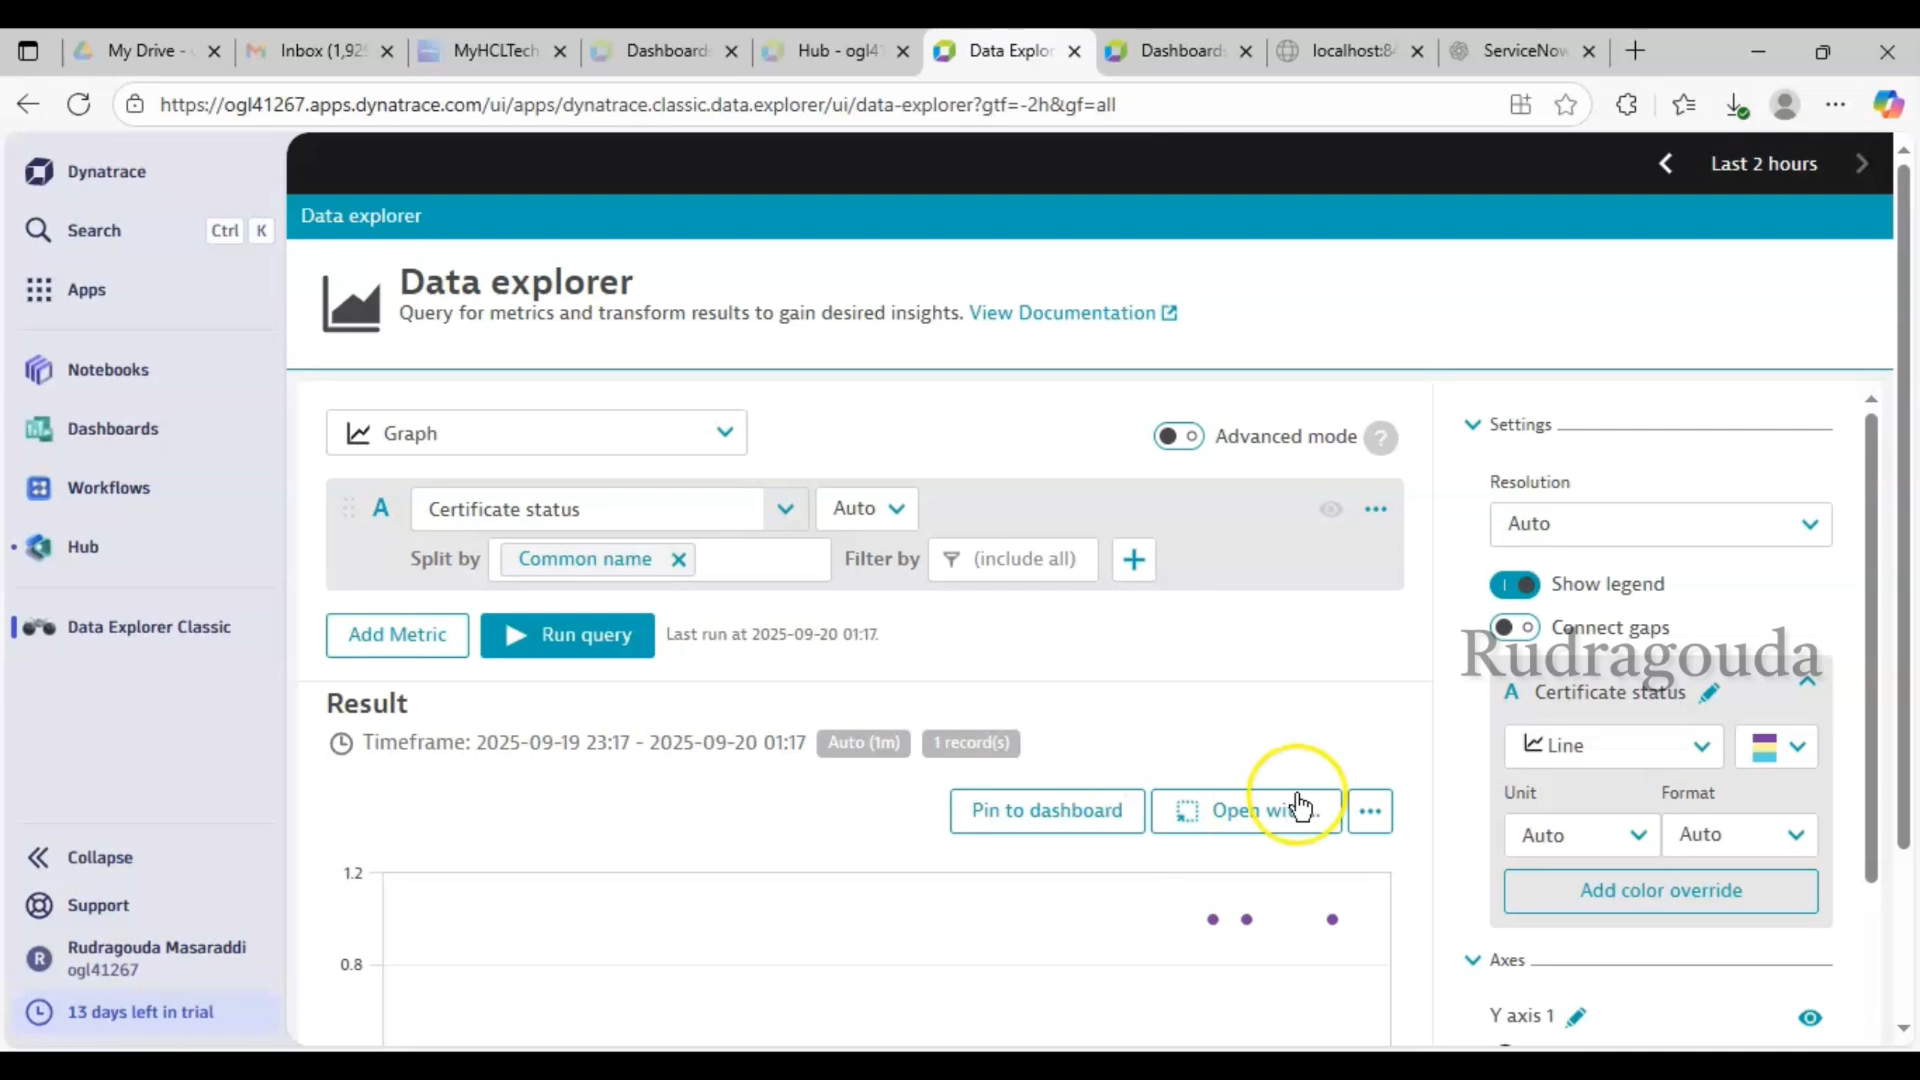 My Drive -
Inbox (1,92
MyHCLTech
Dashboard
Hub - ogl41
Data Explor
Dashboard
localhost:84
ServiceNow
https://ogl41267.apps.dynatrace.com/ui/apps/dynatrace.classic.data.explorer/ui/data-explorer?gtf=-2h&gf=all
Dynatrace
Search Ctrl K
Apps
Notebooks
Dashboards
Workflows
Hub
Data Explorer Classic
Collapse
Support
R
Rudragouda Masaraddi
ogl41267
13 days left in trial
Last 2 hours
Data explorer
Data explorer
Query for metrics and transform results to gain desired insights. View Documentation
Graph
Advanced mode ?
A Certificate status Auto
Split by Common name Filter by (include all)
Add Metric Run query Last run at 2025-09-20 01:17.
Result
Timeframe: 2025-09-19 23:17 - 2025-09-20 01:17 Auto (1m) 1 record(s)
Pin to dashboard
1.2
0.8
Settings
Resolution
Auto
Show legend
Connect gaps
Rudragouda
A Certificate status
Line
Unit Format
Auto Auto
Add color override
Axes
Y axis 1